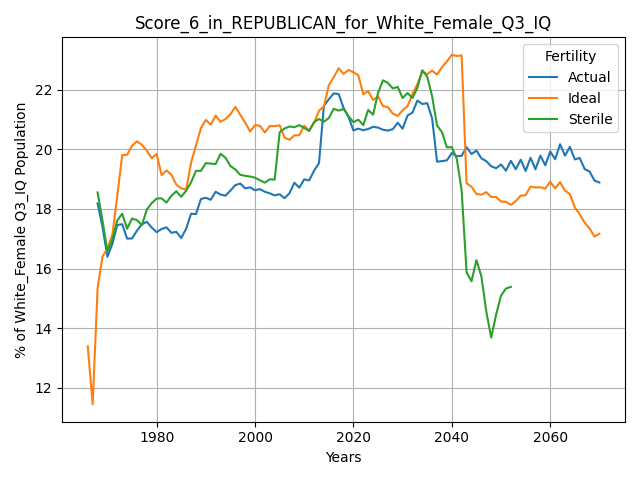 Score_6_in_REPUBLICAN_for_White_Female_Q3_IQ
% of White_Female Q3_IQ Population
22
20
18
16
14
12
Fertility
Actual
Ideal
Sterile
1980
2000
2020
2040
2060
Years